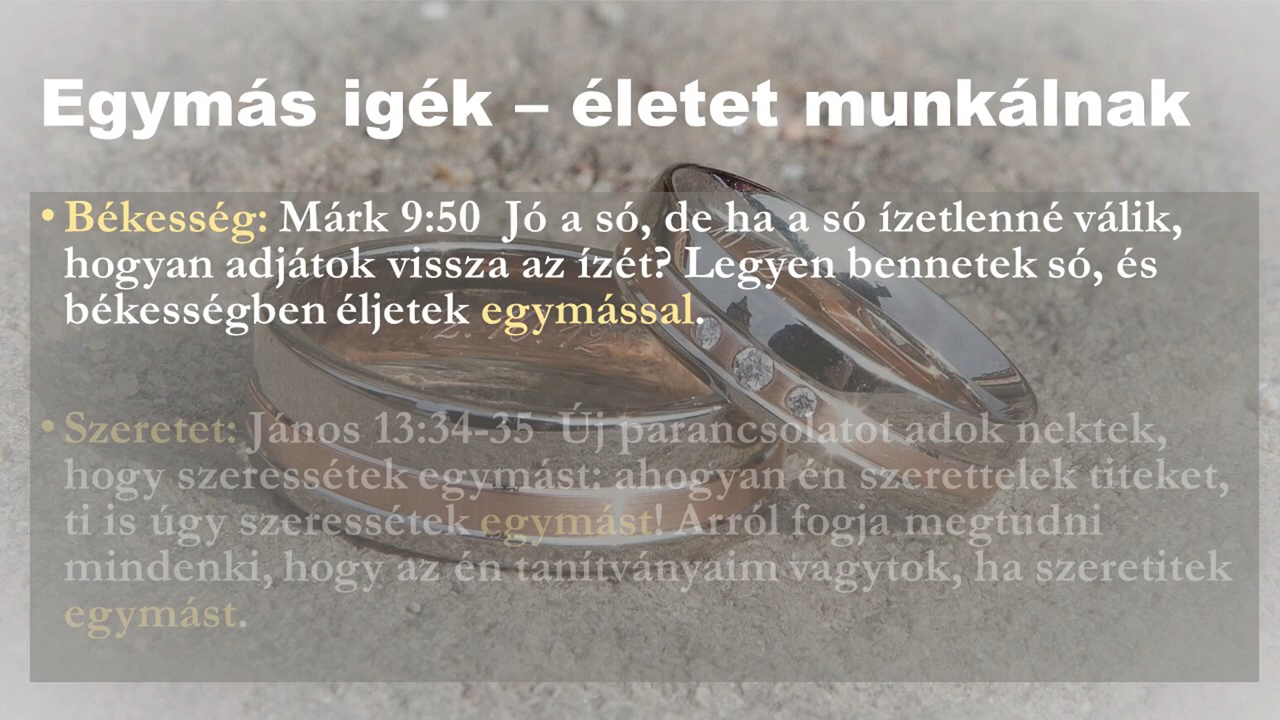 Egymás igék – életet munkálnak
• Békesség: Márk 9:50  Jó a só, de ha a só ízetlenné válik,
hogyan adjátok vissza az ízét? Legyen bennetek só, és
békességben éljetek egymással.
• Szeretet: János 13:34-35  Új parancsolatot adok nektek,
hogy szeressétek egymást: ahogyan én szerettelek titeket,
ti is úgy szeressétek egymást! Arról fogja megtudni
mindenki, hogy az én tanítványaim vagytok, ha szeretitek
egymást.